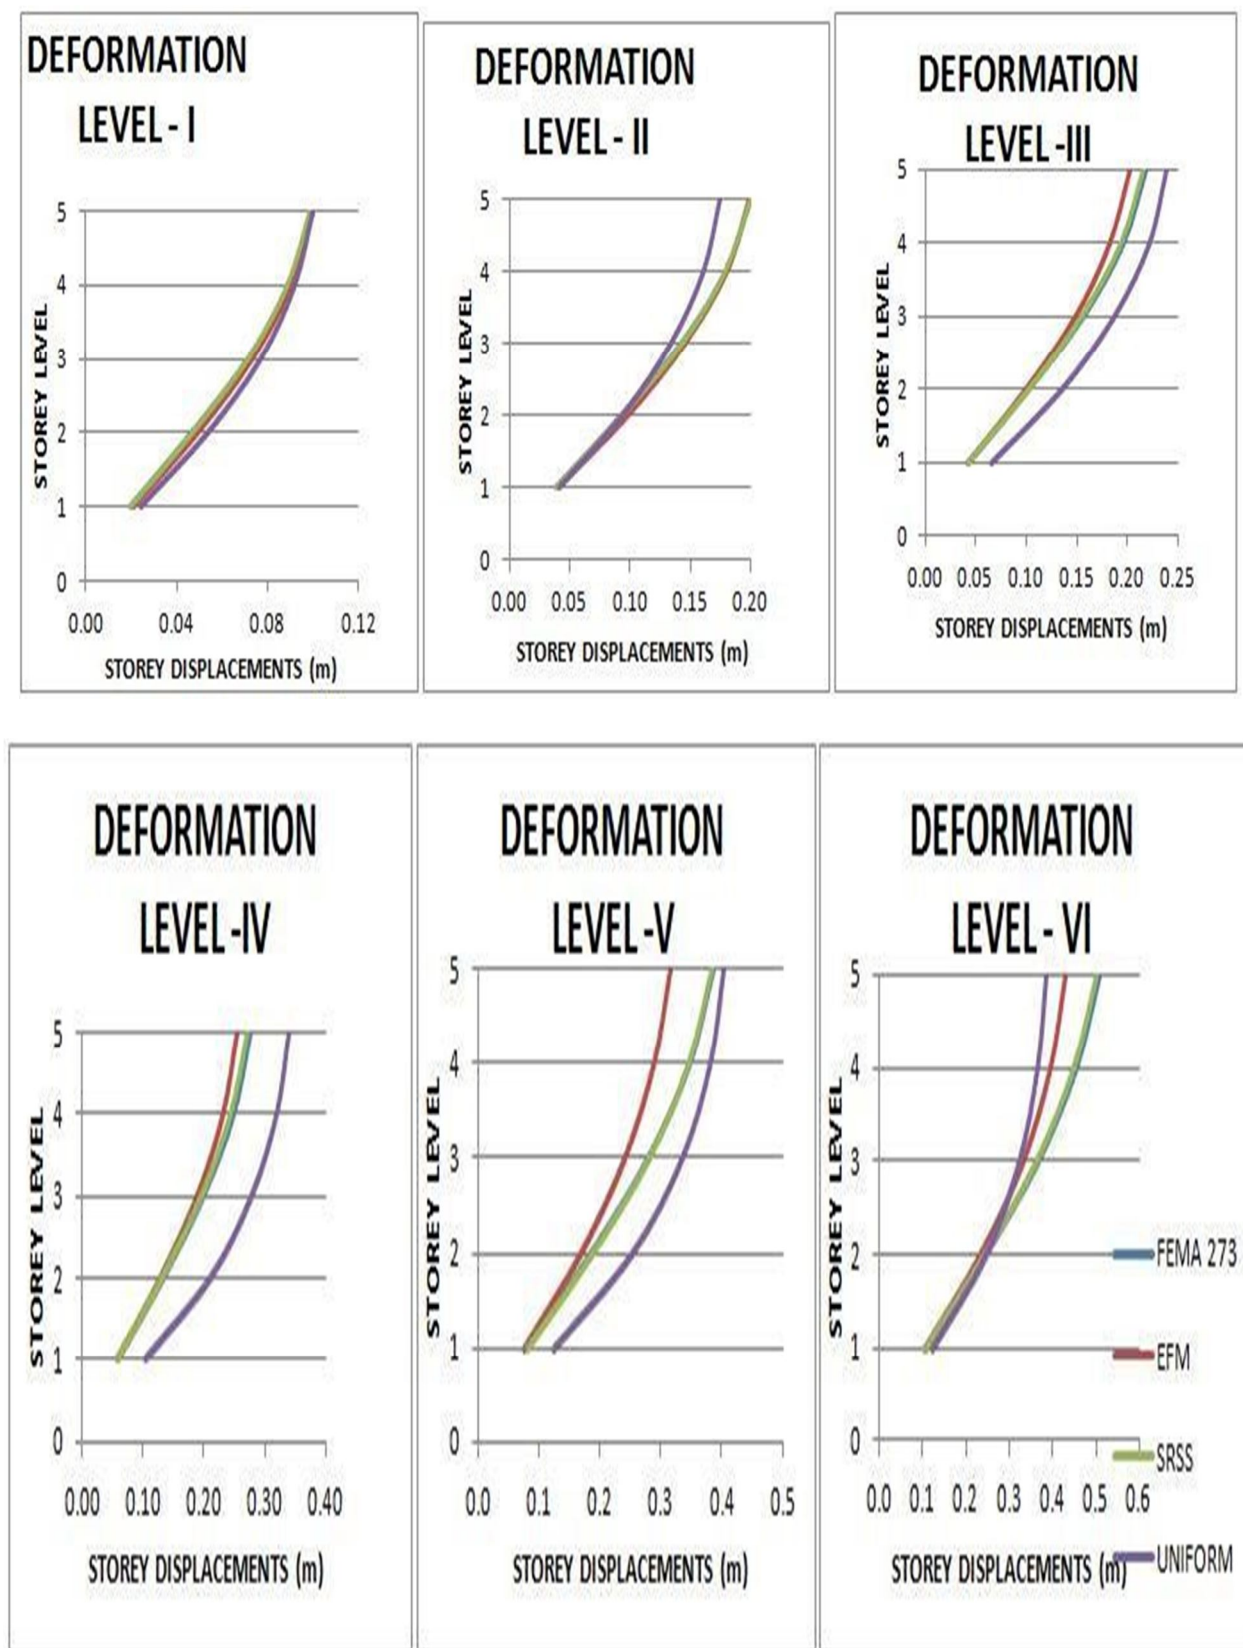 DEFORMATION
LEVEL - I
5
4
3
2
1
0
STOREY LEVEL
0.00 0.04 0.08 0.12
STOREY DISPLACEMENTS (m)
DEFORMATION
LEVEL - II
5
4
3
2
1
0
STOREY LEVEL
0.00 0.05 0.10 0.15 0.20
STOREY DISPLACEMENTS (m)
DEFORMATION
LEVEL -III
5
4
3
2
1
0
STOREY LEVEL
0.00 0.05 0.10 0.15 0.20 0.25
STOREY DISPLACEMENTS (m)
DEFORMATION
LEVEL -IV
5
4
3
2
1
0
STOREY LEVEL
0.00 0.10 0.20 0.30 0.40
STOREY DISPLACEMENTS (m)
DEFORMATION
LEVEL -V
5
4
3
2
1
0
STOREY LEVEL
0.0 0.1 0.2 0.3 0.4 0.5
STOREY DISPLACEMENTS (m)
DEFORMATION
LEVEL - VI
5
4
3
2
1
0
STOREY LEVEL
0.0 0.1 0.2 0.3 0.4 0.5 0.6
STOREY DISPLACEMENTS (m)
FEMA 273
EFM
SRSS
UNIFORM